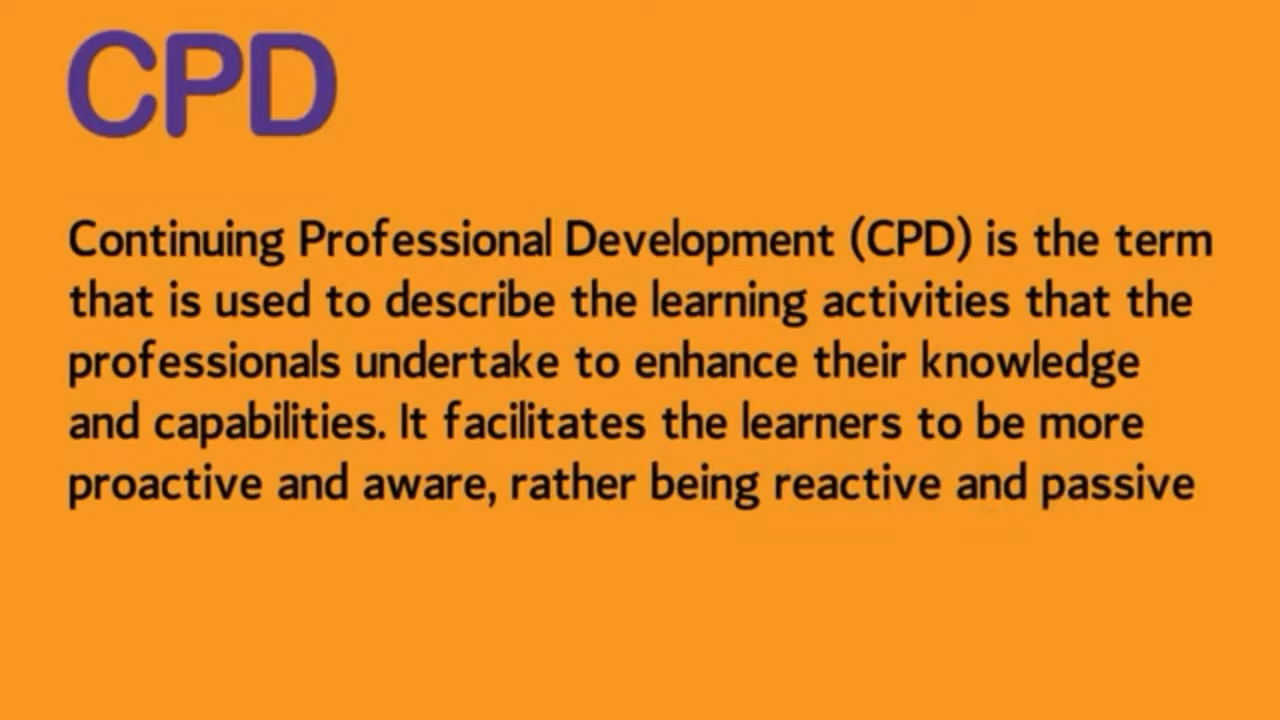 CPD
Continuing Professional Development (CPD) is the term
that is used to describe the learning activities that the
professionals undertake to enhance their knowledge
and capabilities. It facilitates the learners to be more
proactive and aware, rather being reactive and passive